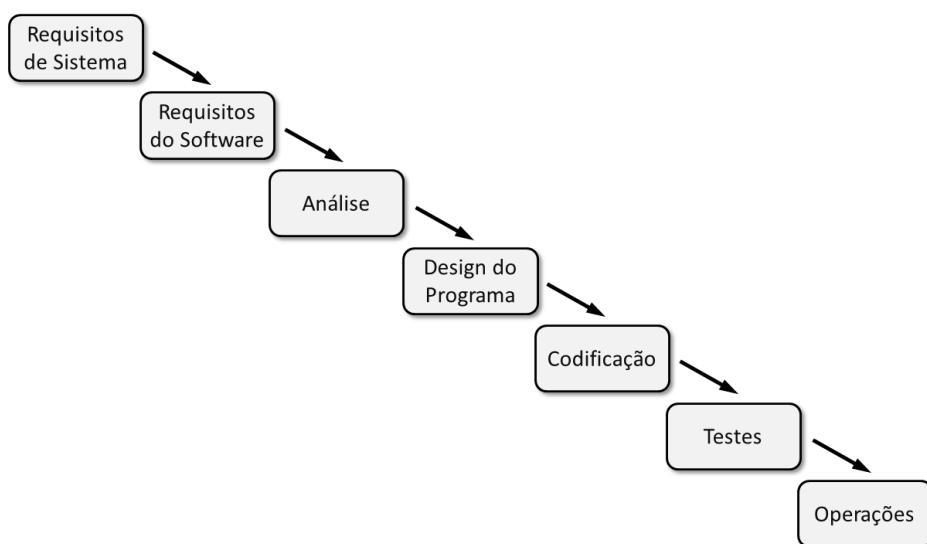 Requisitos
de Sistema
Requisitos
do Software
Análise
Design do
Programa
Codificação
Testes
Operações